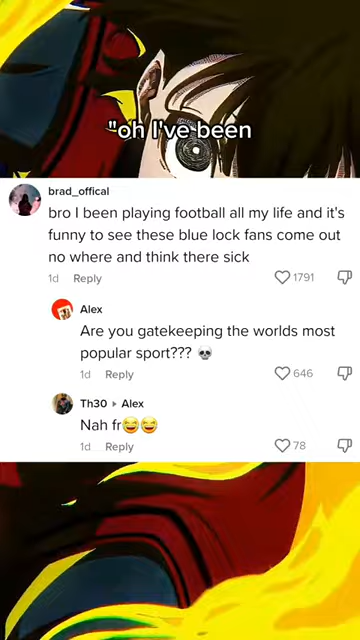 "oh I've been
brad_offical
bro I been playing football all my life and it's
funny to see these blue lock fans come out
no where and think there sick
1d Reply 1791
Alex
Are you gatekeeping the worlds most
popular sport??? 💀
1d Reply 646
Th30 ▸ Alex
Nah fr😆😆
1d Reply 78